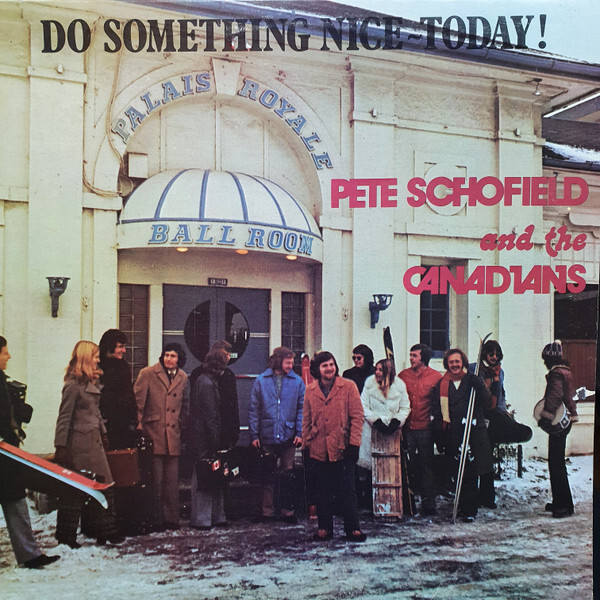 DO SOMETHING NICE~TODAY!
PALAIS ROYALE
BALL ROOM
PETE SCHOFIELD
and the
CANADIANS